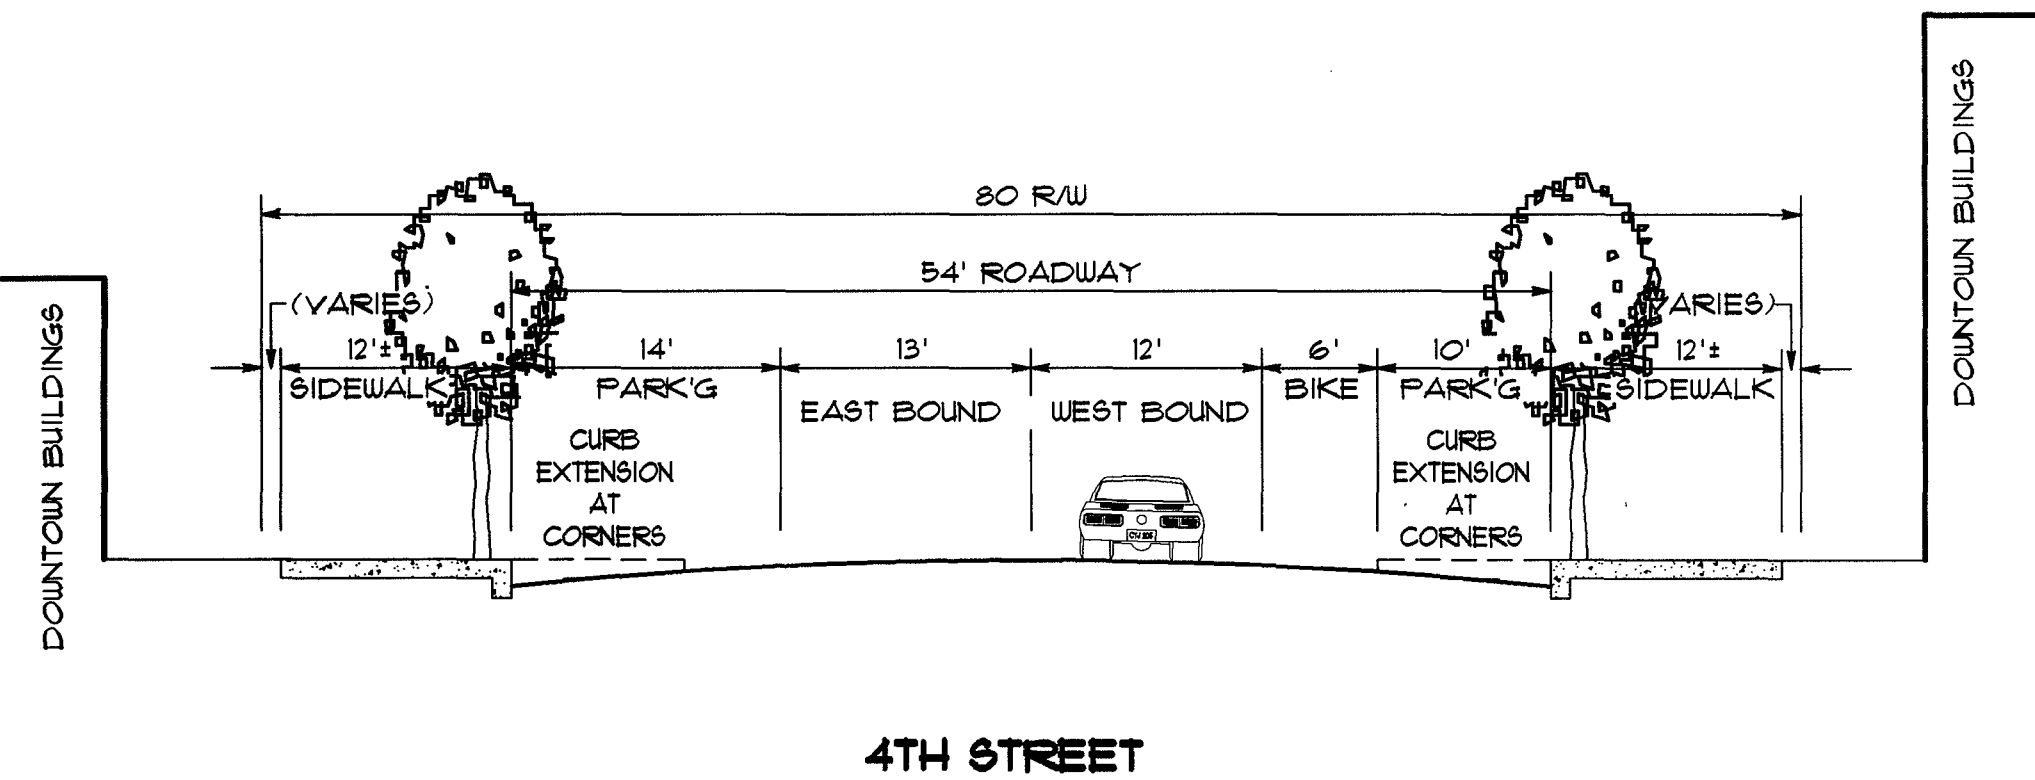 80 R/W
54' ROADWAY
(VARIES)
ARIES)
12'± 14' 13' 12' 6' 10' 12'±
SIDEWALK PARK'G EAST BOUND WEST BOUND BIKE PARK'G SIDEWALK
CURB
EXTENSION
AT
CORNERS
CURB
EXTENSION
AT
CORNERS
DOWNTOWN BUILDINGS
DOWNTOWN BUILDINGS
4TH STREET